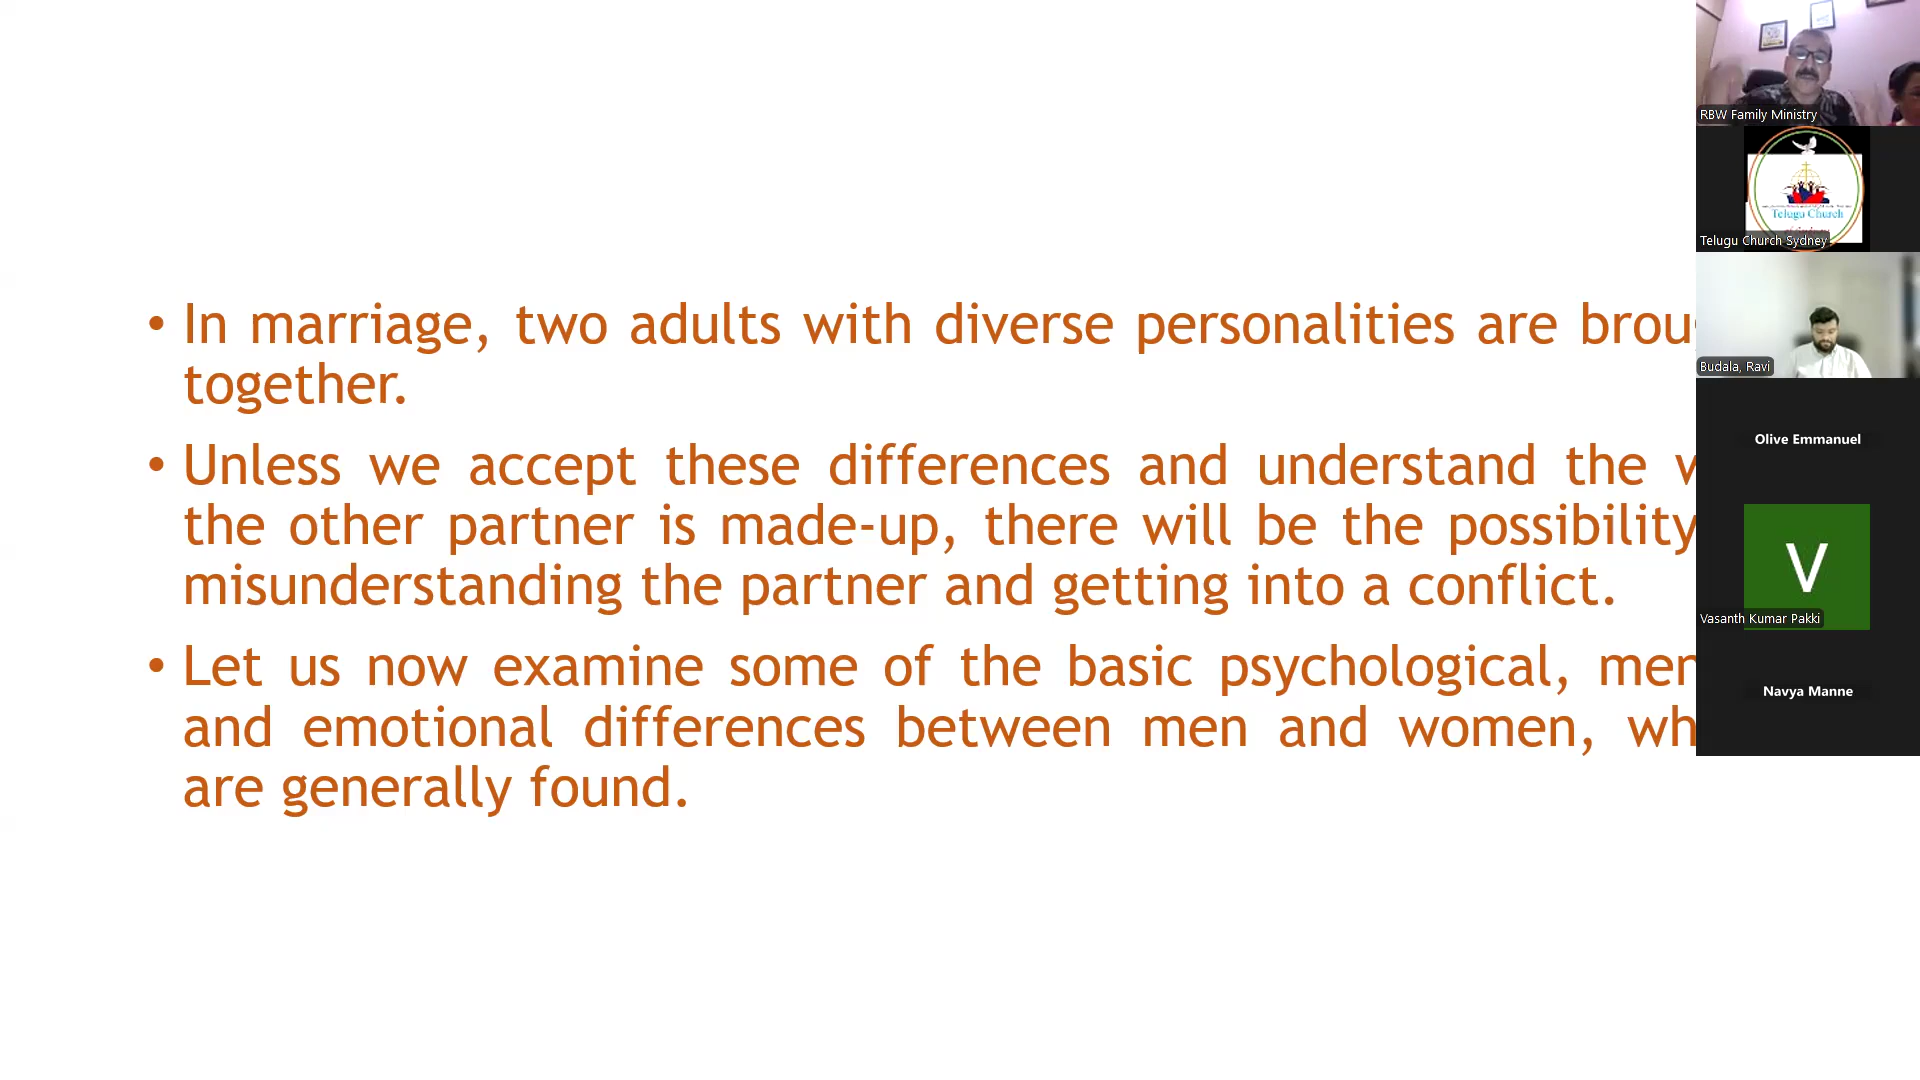 • In marriage, two adults with diverse personalities are brou
together.
• Unless we accept these differences and understand the
the other partner is made-up, there will be the possibility
misunderstanding the partner and getting into a conflict.
• Let us now examine some of the basic psychological,
and emotional differences between men and women, wh
are generally found.
RBW Family Ministry
Telugu Church
Telugu Church Sydney
Budala, Ravi
Olive Emmanuel
V
Vasanth Kumar Pakki
Navya Manne